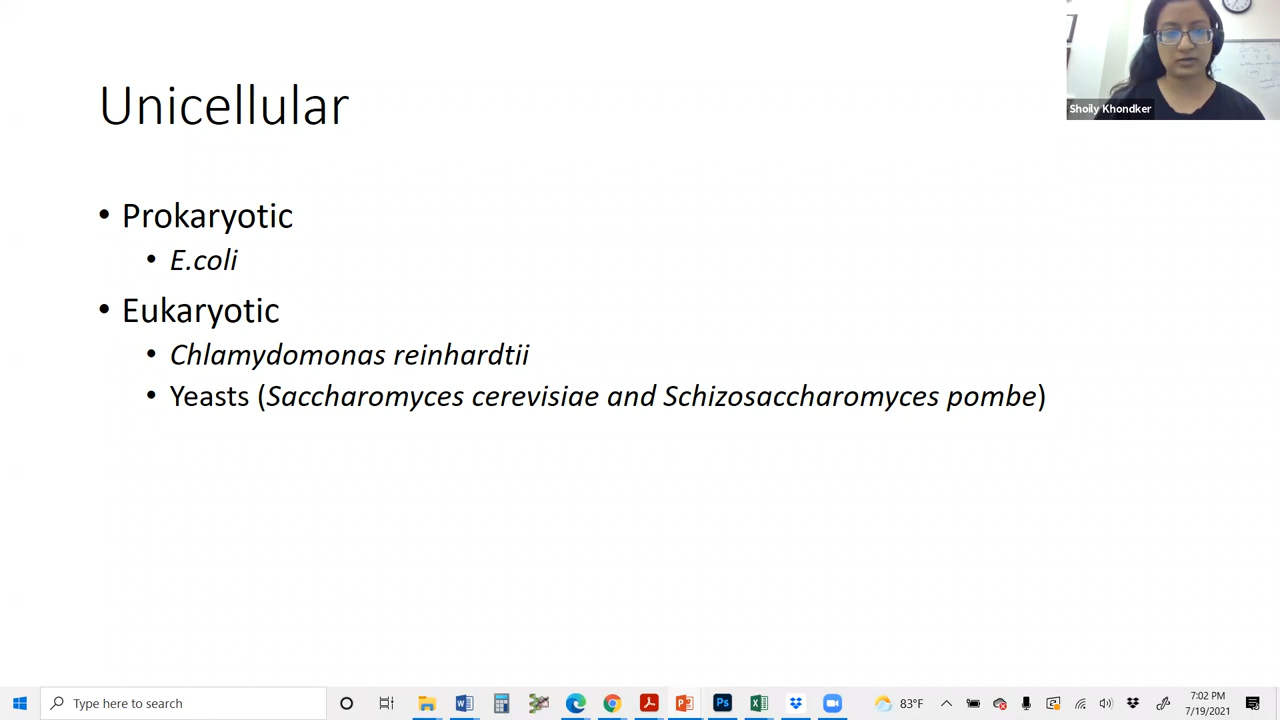 Unicellular
Shoily Khondker
• Prokaryotic
• E.coli
• Eukaryotic
• Chlamydomonas reinhardtii
• Yeasts (Saccharomyces cerevisiae and Schizosaccharomyces pombe)
Type here to search
83°F
7:02 PM
7/19/2021